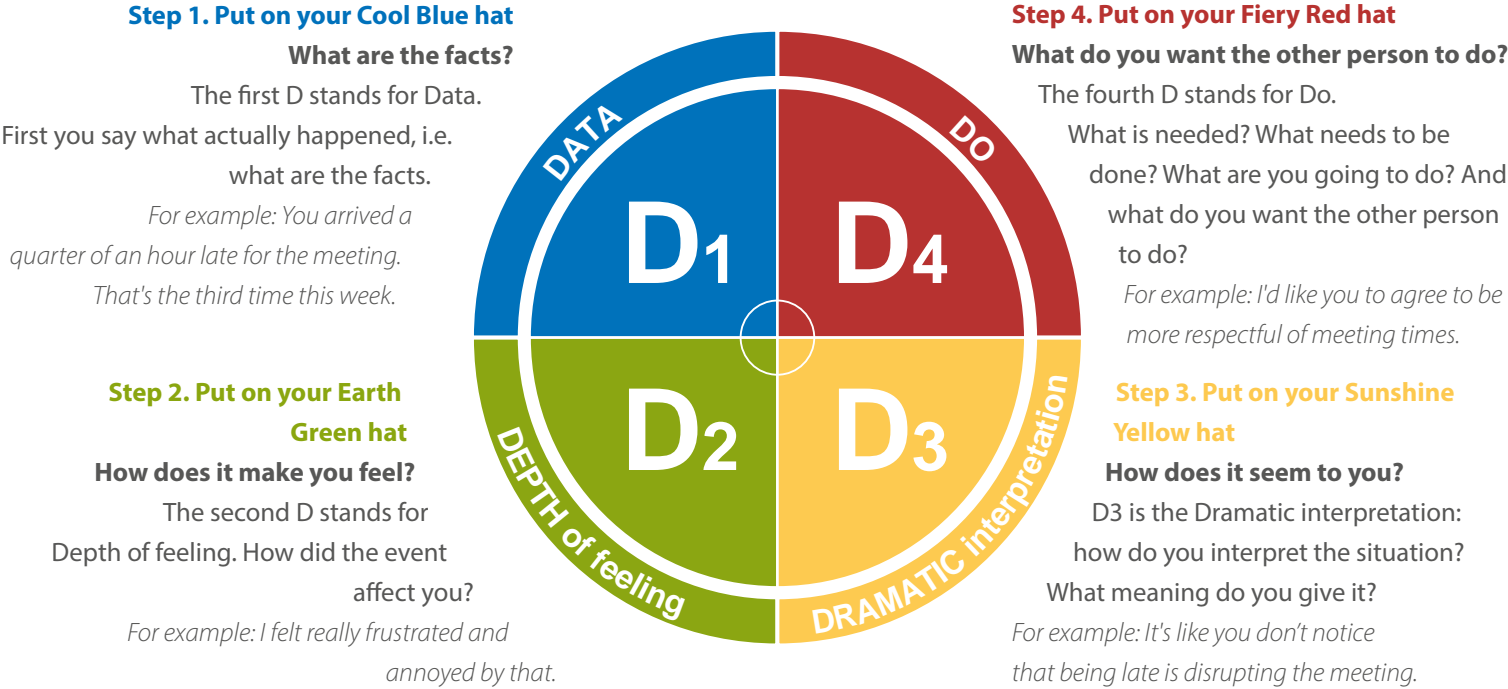 Step 1. Put on your Cool Blue hat
What are the facts?
The first D stands for Data.
First you say what actually happened, i.e.
what are the facts.
For example: You arrived a
quarter of an hour late for the meeting.
That's the third time this week.
Step 2. Put on your Earth
Green hat
How does it make you feel?
The second D stands for
Depth of feeling. How did the event
affect you?
For example: I felt really frustrated and
annoyed by that.
DATA
D1
DEPTH of feeling
D2
DRAMATIC interpretation
D3
DO
D4
Step 3. Put on your Sunshine
Yellow hat
How does it seem to you?
D3 is the Dramatic interpretation:
how do you interpret the situation?
What meaning do you give it?
For example: It's like you don’t notice
that being late is disrupting the meeting.
Step 4. Put on your Fiery Red hat
What do you want the other person to do?
The fourth D stands for Do.
What is needed? What needs to be
done? What are you going to do? And
what do you want the other person
to do?
For example: I'd like you to agree to be
more respectful of meeting times.